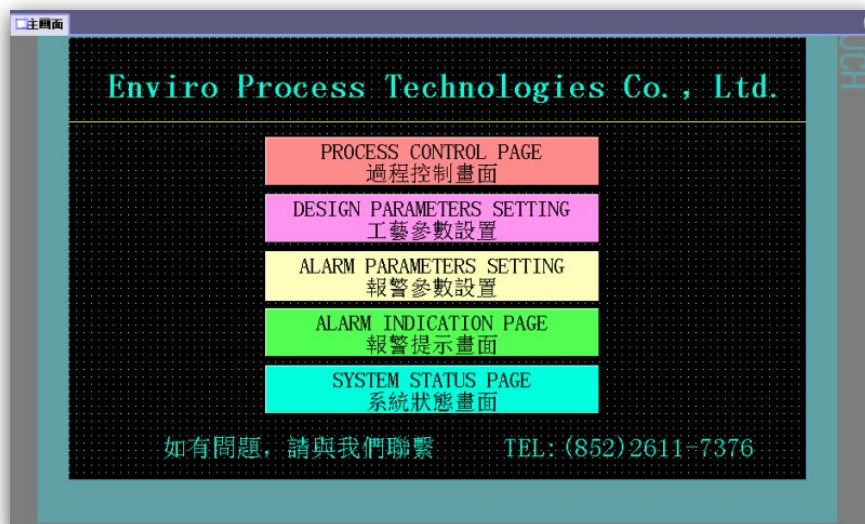 主画面
Enviro Process Technologies Co., Ltd.
PROCESS CONTROL PAGE
過程控制畫面
DESIGN PARAMETERS SETTING
工藝參數設置
ALARM PARAMETERS SETTING
報警參數設置
ALARM INDICATION PAGE
報警提示畫面
SYSTEM STATUS PAGE
系統狀態畫面
如有問題，請與我們聯繫 TEL:(852)2611-7376